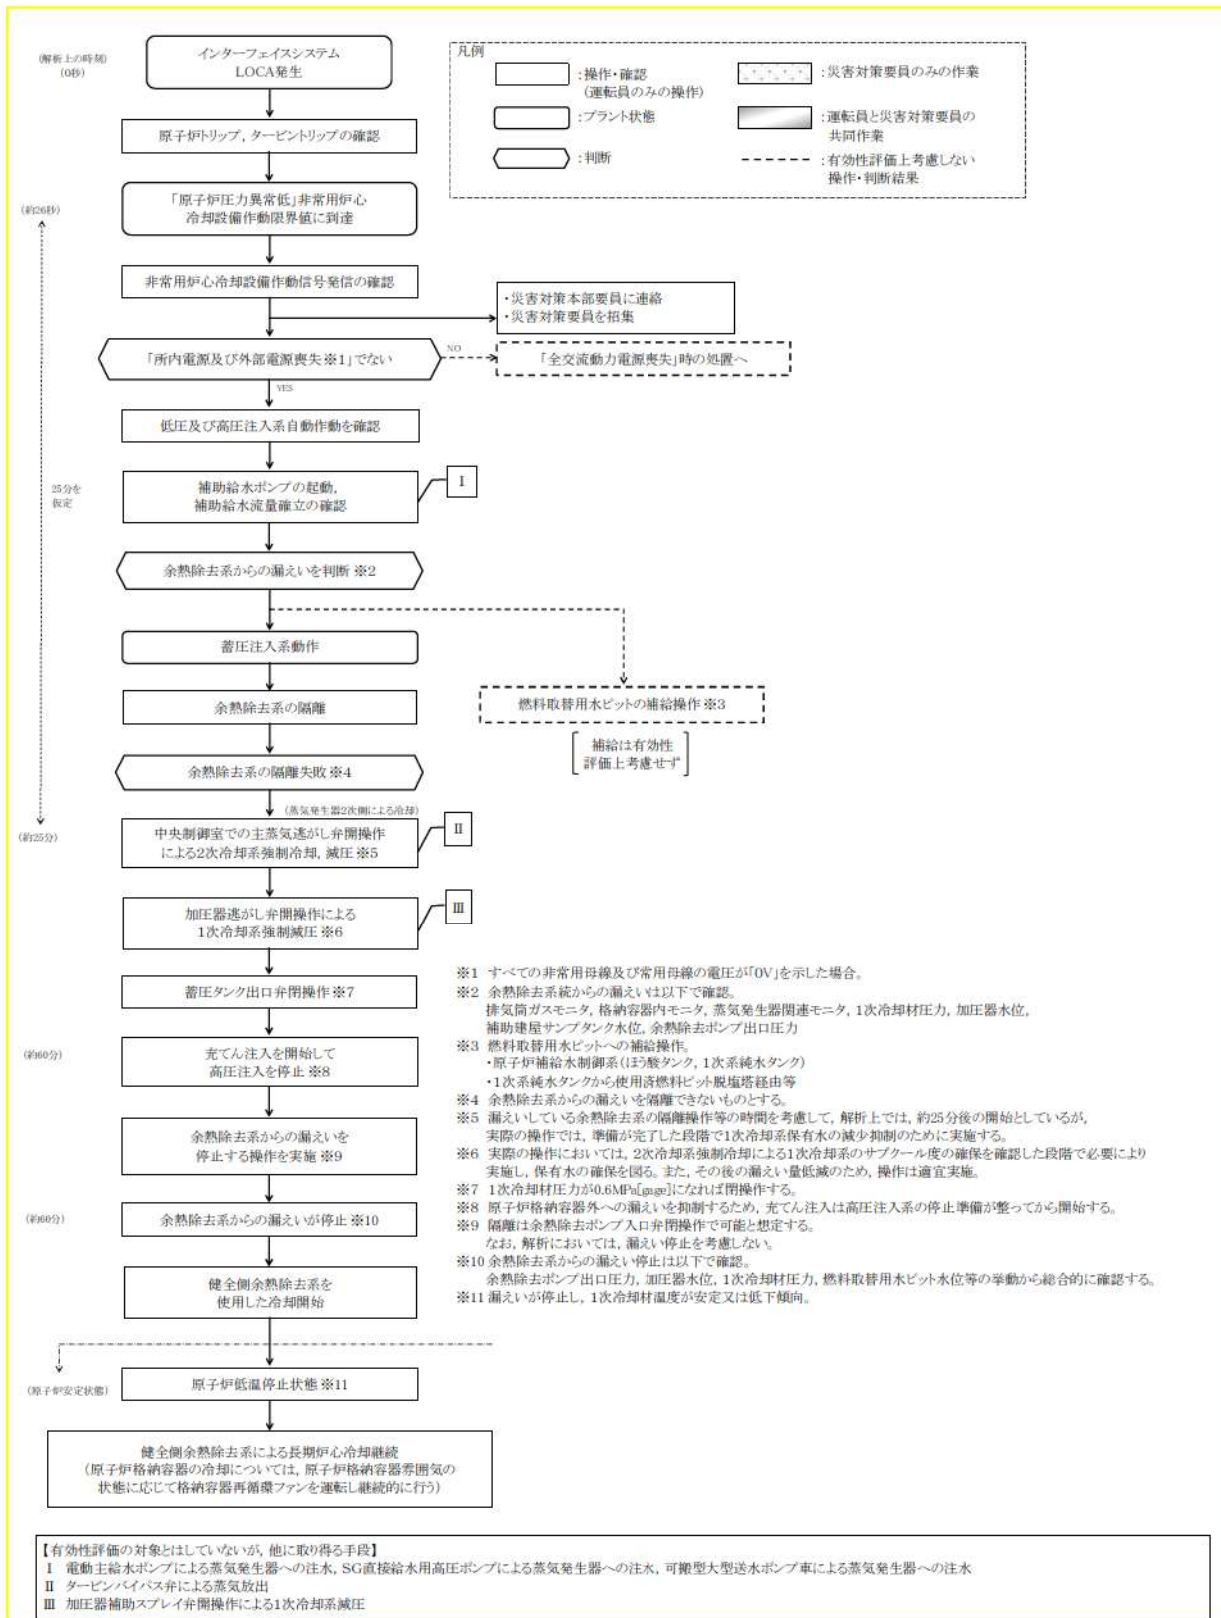 (解析上の時刻)
(0秒)
インターフェイスシステム
LOCA発生
凡例
:操作・確認
(運転員のみの操作)
:災害対策要員のみの作業
:プラント状態
:運転員と災害対策要員の
共同作業
:判断
:有効性評価上考慮しない
操作・判断結果
原子炉トリップ, タービントリップの確認
(約26秒)
「原子炉圧力異常低」非常用炉心
冷却設備作動限界値に到達
非常用炉心冷却設備作動信号発信の確認
・災害対策本部要員に連絡
・災害対策要員を招集
「所内電源及び外部電源喪失※1」でない
NO
「全交流動力電源喪失」時の処置へ
YES
低圧及び高圧注入系自動作動を確認
25分を
仮定
補助給水ポンプの起動,
補助給水流量確立の確認
Ⅰ
余熱除去系からの漏えいを判断※2
蓄圧注入系動作
余熱除去系の隔離
燃料取替用水ピットの補給操作※3
補給は有効性
評価上考慮せず
余熱除去系の隔離失敗※4
(蒸気発生器2次側による冷却)
(約25分)
中央制御室での主蒸気逃がし弁開操作
による2次冷却系強制冷却, 減圧※5
Ⅱ
加圧器逃がし弁開操作による
1次冷却系強制減圧※6
Ⅲ
蓄圧タンク出口弁閉操作※7
(約60分)
充てん注入を開始して
高圧注入を停止※8
余熱除去系からの漏えいを
停止する操作を実施※9
(約60分)
余熱除去系からの漏えいが停止※10
健全側余熱除去系を
使用した冷却開始
(原子炉安定状態)
原子炉低温停止状態※11
健全側余熱除去系による長期炉心冷却継続
(原子炉格納容器の冷却については, 原子炉格納容器雰囲気の
状態に応じて格納容器再循環ファンを運転し継続的に行う)
※1 すべての非常用母線及び常用母線の電圧が「0V」を示した場合。
※2 余熱除去系統からの漏えいは以下で確認。
排気筒ガスモニタ, 格納容器内モニタ, 蒸気発生器関連モニタ, 1次冷却材圧力, 加圧器水位,
補助建屋サンプタンク水位, 余熱除去ポンプ出口圧力
※3 燃料取替用水ピットへの補給操作。
・原子炉補給水制御系(ほう酸タンク, 1次系純水タンク)
・1次系純水タンクから使用済燃料ピット脱塩塔経由等
※4 余熱除去系からの漏えいを隔離できないものとする。
※5 漏えいしている余熱除去系の隔離操作等の時間を考慮して, 解析上では, 約25分後の開始としているが,
実際の操作では, 準備が完了した段階で1次冷却系保有水の減少抑制のために実施する。
※6 実際の操作においては, 2次冷却系強制冷却による1次冷却系のサブクール度の確保を確認した段階で必要により
実施し, 保有水の確保を図る。また, その後の漏えい量低減のため, 操作は適宜実施。
※7 1次冷却材圧力が0.6MPa[gage]になれば閉操作する。
※8 原子炉格納容器外への漏えいを抑制するため, 充てん注入は高圧注入系の停止準備が整ってから開始する。
※9 隔離は余熱除去ポンプ入口弁閉操作で可能と想定する。
なお, 解析においては, 漏えい停止を考慮しない。
※10 余熱除去系からの漏えい停止は以下で確認。
余熱除去ポンプ出口圧力, 加圧器水位, 1次冷却材圧力, 燃料取替用水ピット水位等の挙動から総合的に確認する。
※11 漏えいが停止し, 1次冷却材温度が安定又は低下傾向。
【有効性評価の対象とはしていないが, 他に取り得る手段】
Ⅰ 電動主給水ポンプによる蒸気発生器への注水, SG直接給水用高圧ポンプによる蒸気発生器への注水, 可搬型大型送水ポンプ車による蒸気発生器への注水
Ⅱ タービンバイパス弁による蒸気放出
Ⅲ 加圧器補助スプレイ弁開操作による1次冷却系減圧